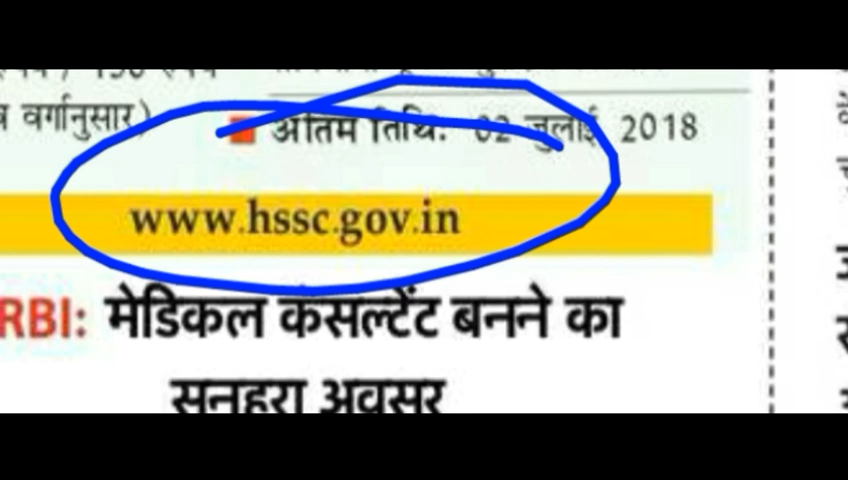 वर्गानुसार)
■ अंतिम तिथि: 02 जुलाई 2018
www.hssc.gov.in
RBI: मेडिकल कंसल्टेंट बनने का
सुनहरा अवसर